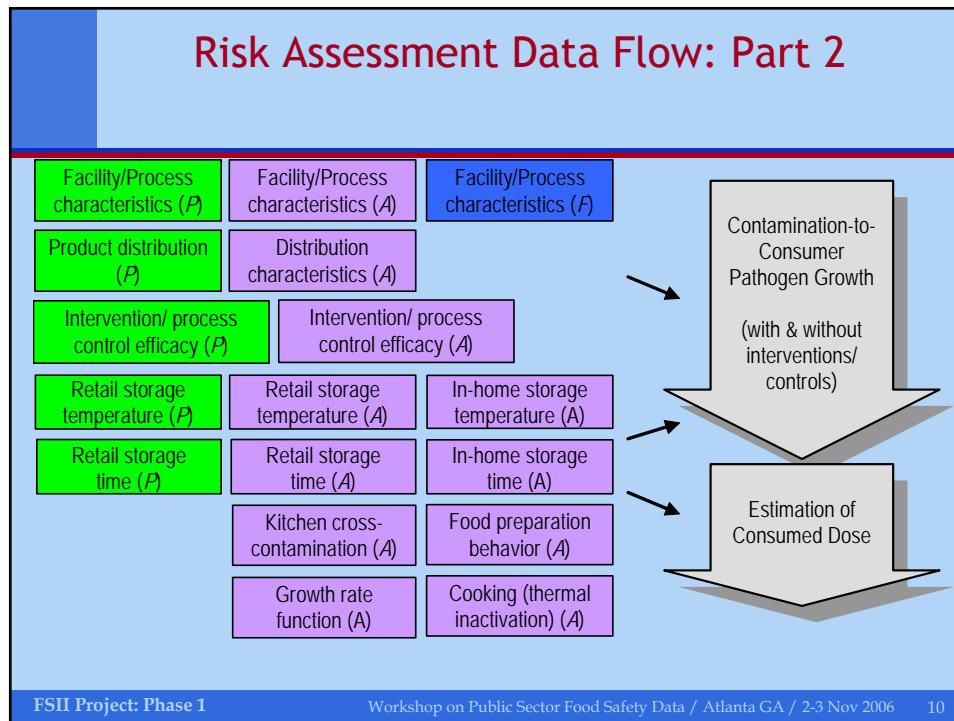 Risk Assessment Data Flow: Part 2
Facility/Process
characteristics (P)
Facility/Process
characteristics (A)
Facility/Process
characteristics (F)
Product distribution
(P)
Distribution
characteristics (A)
Intervention/ process
control efficacy (P)
Intervention/ process
control efficacy (A)
Retail storage
temperature (P)
Retail storage
temperature (A)
In-home storage
temperature (A)
Retail storage
time (P)
Retail storage
time (A)
In-home storage
time (A)
Kitchen cross-
contamination (A)
Food preparation
behavior (A)
Growth rate
function (A)
Cooking (thermal
inactivation) (A)
Contamination-to-
Consumer
Pathogen Growth
(with & without
interventions/
controls)
Estimation of
Consumed Dose
FSII Project: Phase 1
Workshop on Public Sector Food Safety Data / Atlanta GA / 2-3 Nov 2006
10